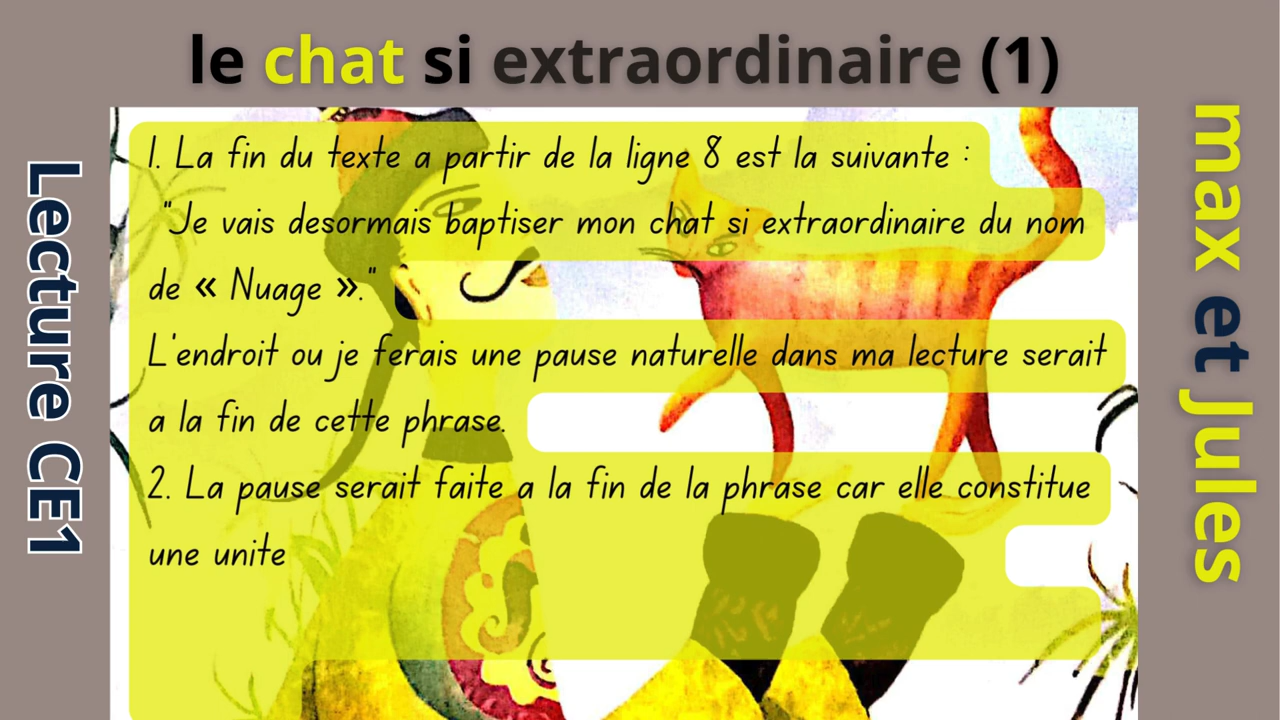 le chat si extraordinaire (1)
Lecture CE1
1. La fin du texte a partir de la ligne 8 est la suivante :
"Je vais desormais baptiser mon chat si extraordinaire du nom
de « Nuage »."
L'endroit ou je ferais une pause naturelle dans ma lecture serait
a la fin de cette phrase.
2. La pause serait faite a la fin de la phrase car elle constitue
une unite
max et Jules